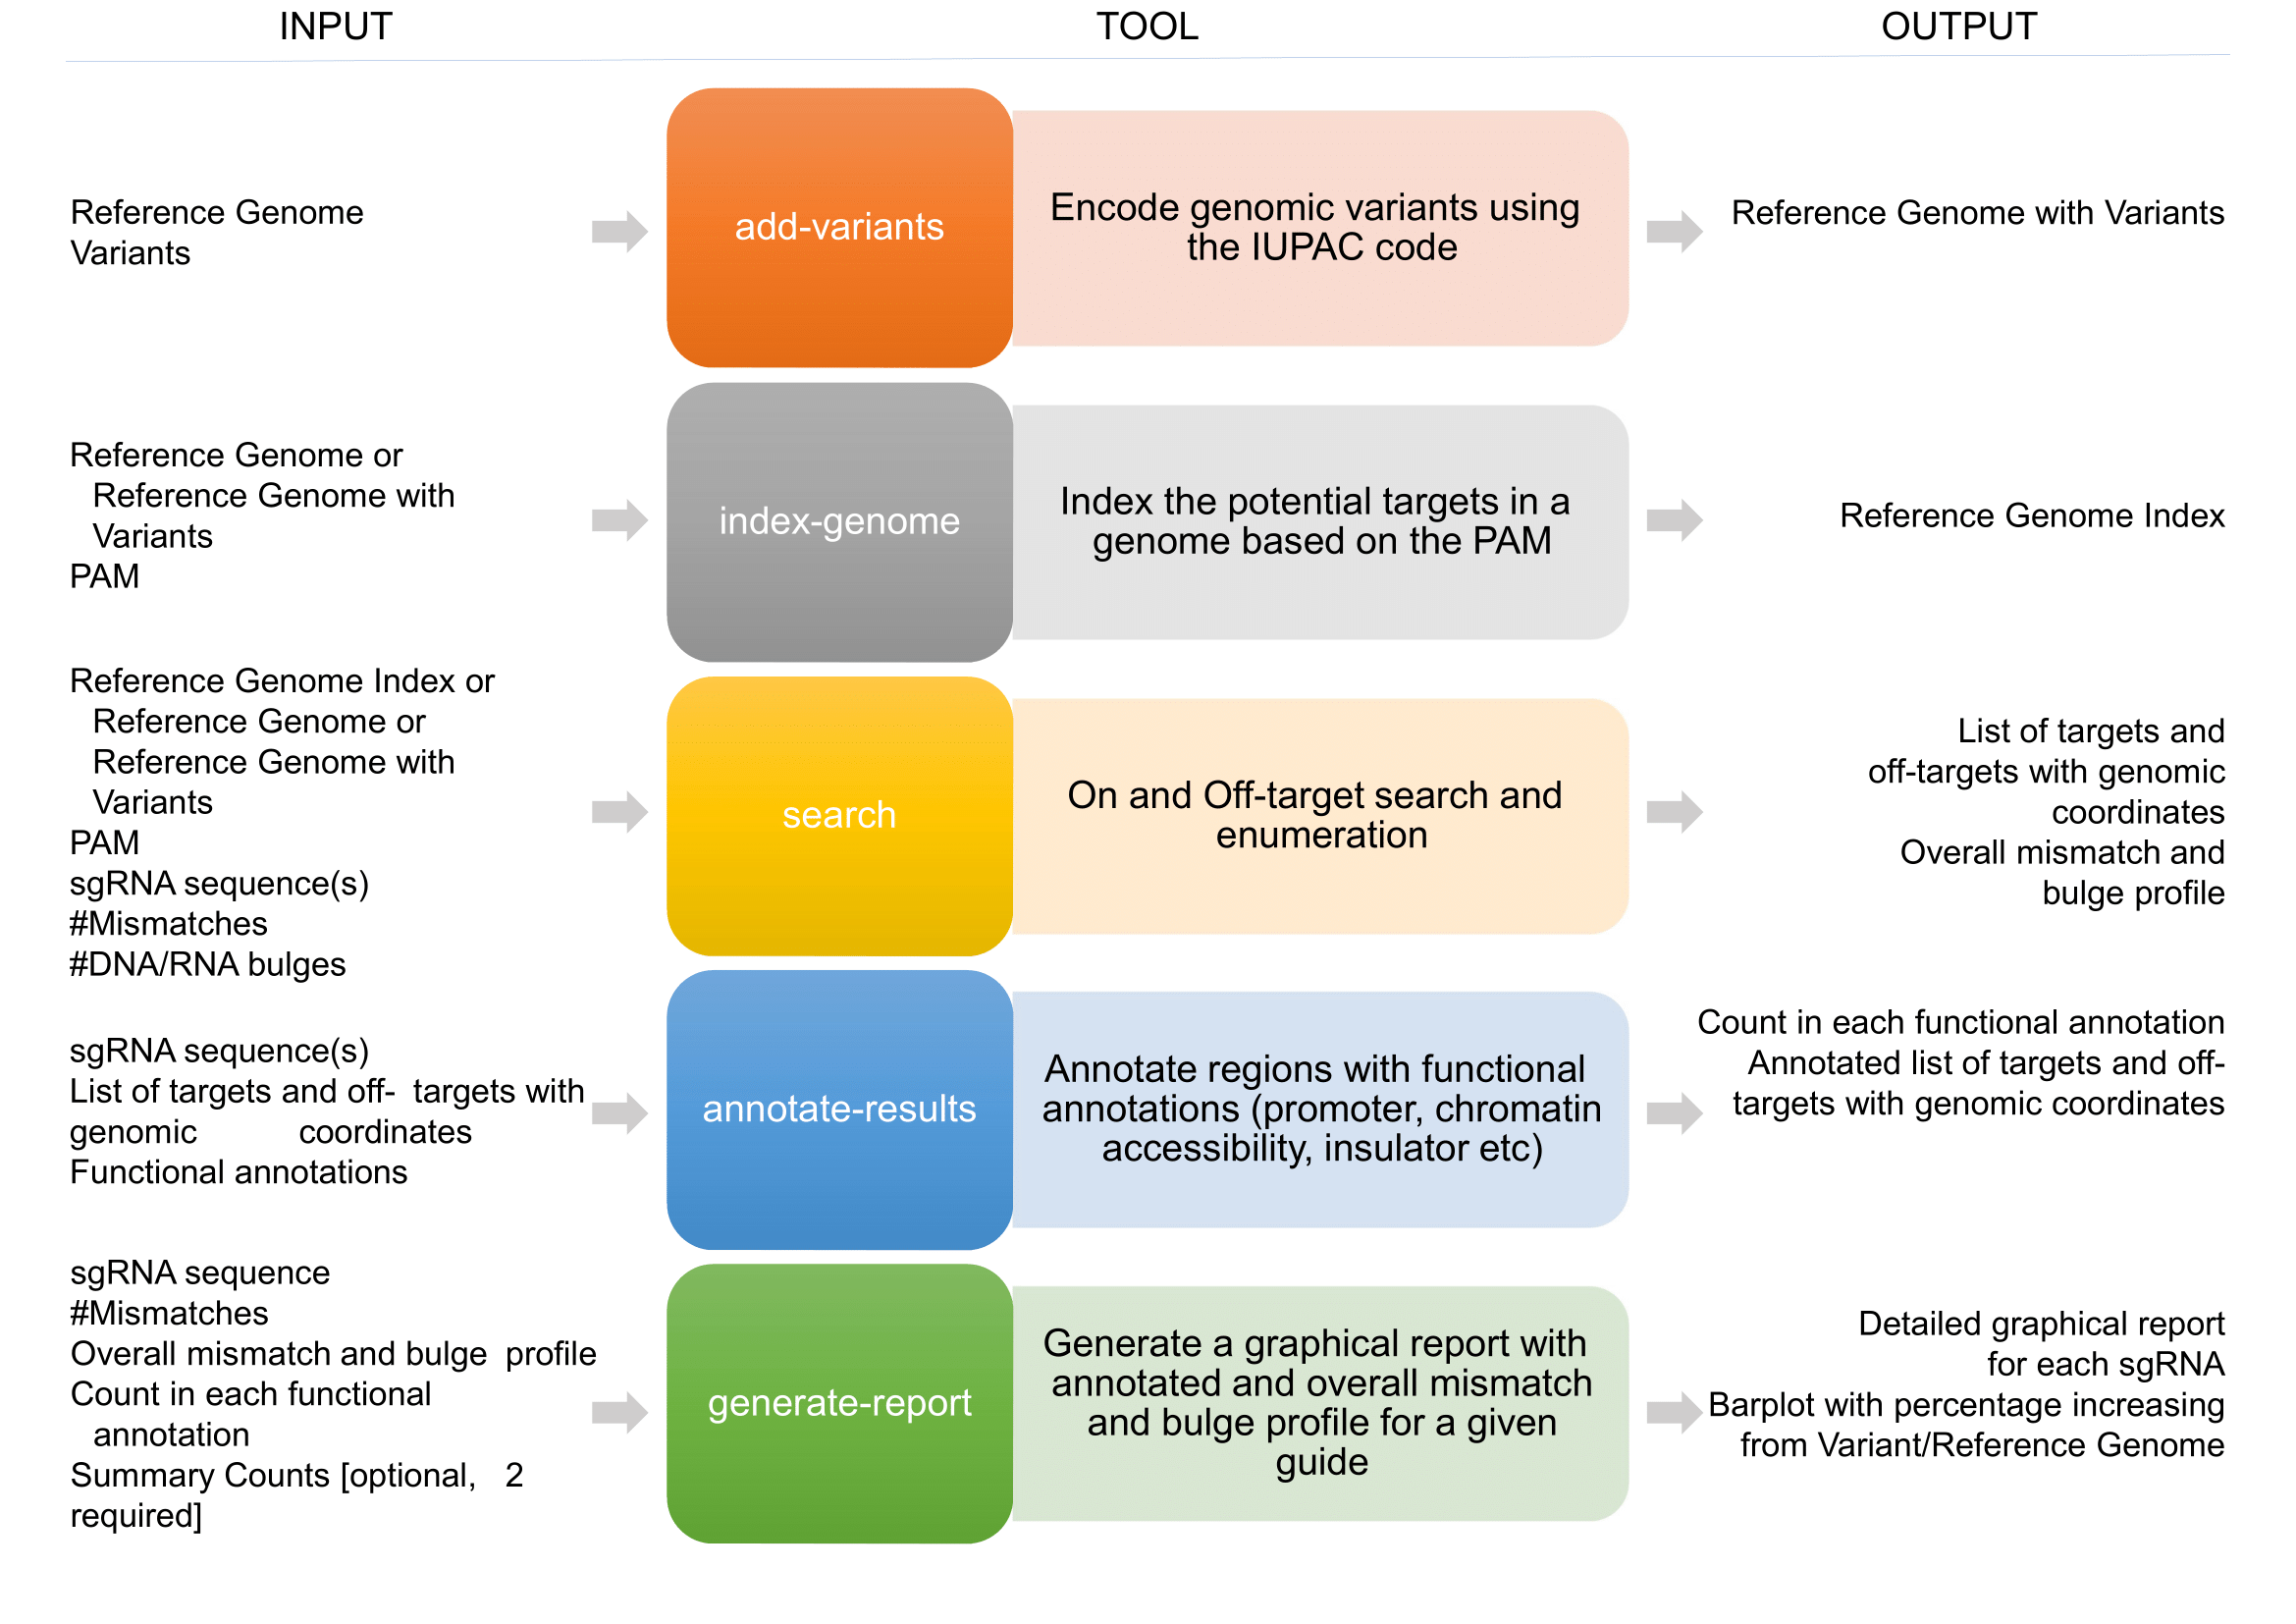 INPUT
TOOL
OUTPUT
Reference Genome
Variants
add-variants
Encode genomic variants using
the IUPAC code
Reference Genome with Variants
Reference Genome or
Reference Genome with
Variants
PAM
index-genome
Index the potential targets in a
genome based on the PAM
Reference Genome Index
Reference Genome Index or
Reference Genome or
Reference Genome with
Variants
PAM
sgRNA sequence(s)
#Mismatches
#DNA/RNA bulges
search
On and Off-target search and
enumeration
List of targets and
off-targets with genomic
coordinates
Overall mismatch and
bulge profile
sgRNA sequence(s)
List of targets and off- targets with
genomic coordinates
Functional annotations
annotate-results
Annotate regions with functional
annotations (promoter, chromatin
accessibility, insulator etc)
Count in each functional annotation
Annotated list of targets and off-
targets with genomic coordinates
sgRNA sequence
#Mismatches
Overall mismatch and bulge profile
Count in each functional
annotation
Summary Counts [optional, 2
required]
generate-report
Generate a graphical report with
annotated and overall mismatch
and bulge profile for a given
guide
Detailed graphical report
for each sgRNA
Barplot with percentage increasing
from Variant/Reference Genome